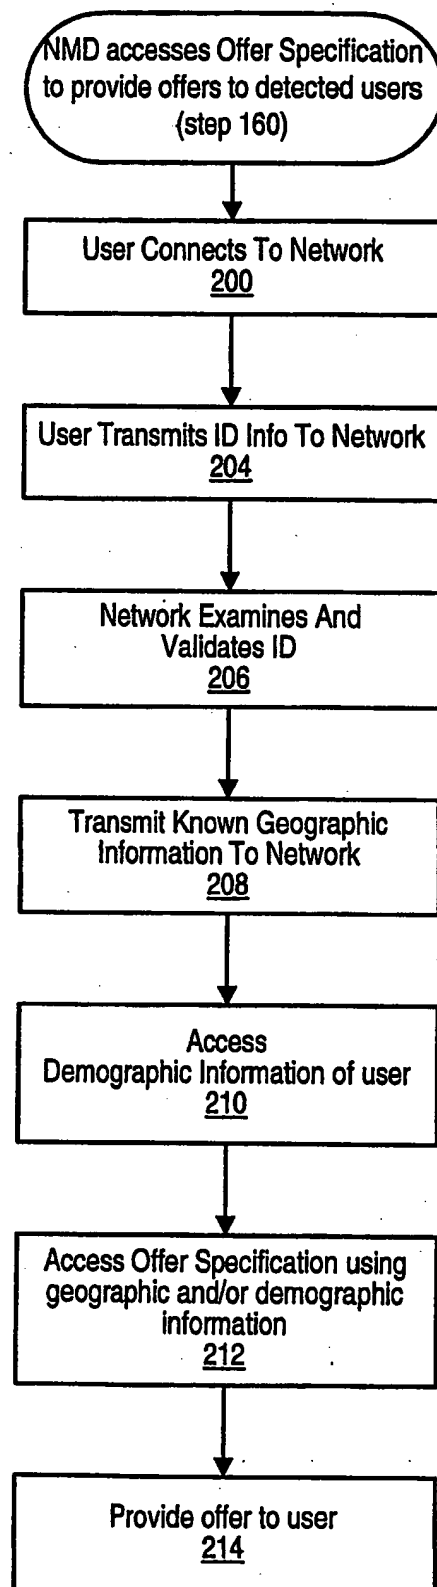 NMD accesses Offer Specification
to provide offers to detected users
(step 160)
User Connects To Network
200
User Transmits ID Info To Network
204
Network Examines And
Validates ID
206
Transmit Known Geographic
Information To Network
208
Access
Demographic Information of user
210
Access Offer Specification using
geographic and/or demographic
information
212
Provide offer to user
214